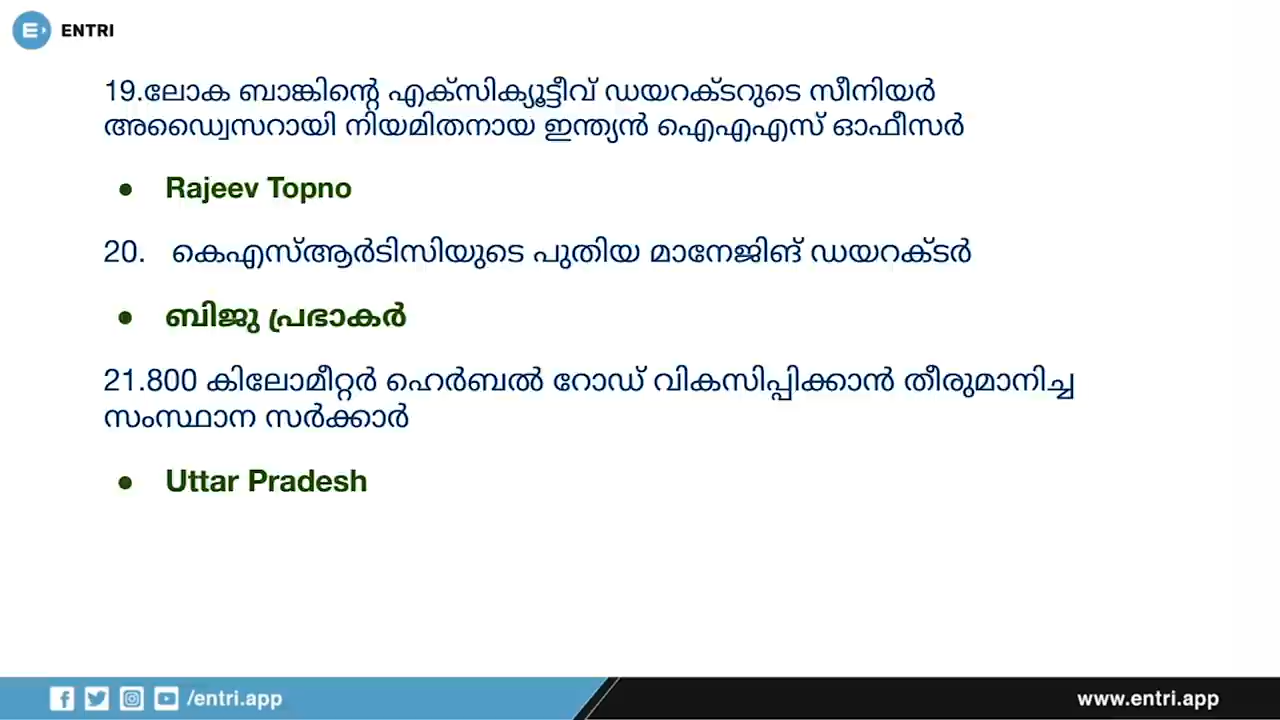 ENTRI
19.ലോക ബാങ്കിന്റെ എക്സിക്യൂട്ടീവ് ഡയറക്ടറുടെ സീനിയർ
അഡ്വൈസറായി നിയമിതനായ ഇന്ത്യൻ ഐഎഎസ് ഓഫീസർ
● Rajeev Topno
20. കെഎസ്ആർടിസിയുടെ പുതിയ മാനേജിങ് ഡയറക്ടർ
● ബിജു പ്രഭാകർ
21.800 കിലോമീറ്റർ ഹെർബൽ റോഡ് വികസിപ്പിക്കാൻ തീരുമാനിച്ച
സംസ്ഥാന സർക്കാർ
● Uttar Pradesh
/entri.app
www.entri.app